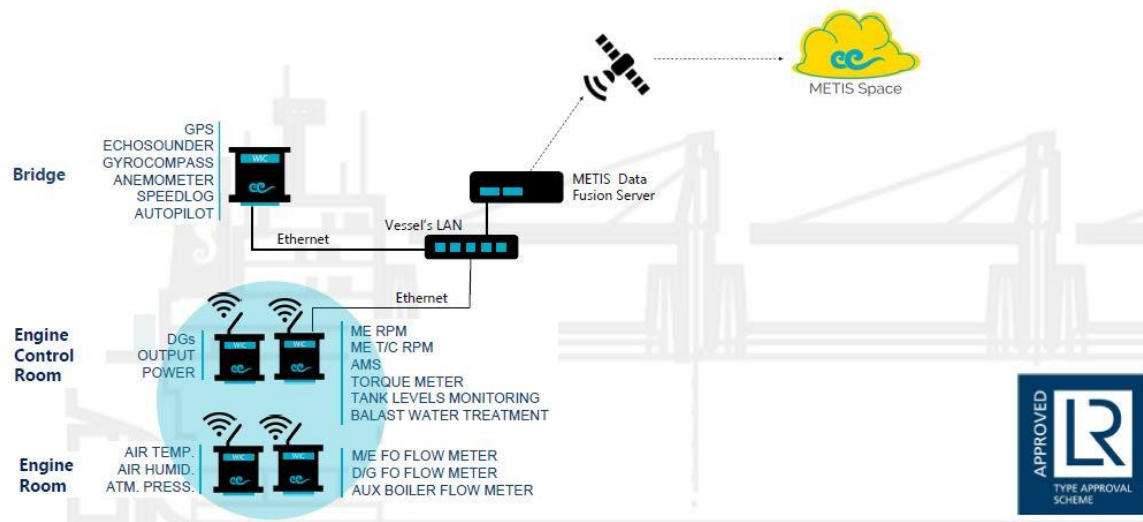 METIS Space
Bridge
GPS
ECHOSOUNDER
GYROCOMPASS
ANEMOMETER
SPEEDLOG
AUTOPILOT
WIC
METIS Data
Fusion Server
Vessel's LAN
Ethernet
Ethernet
Engine
Control
Room
DGs
OUTPUT
POWER
WIC
WIC
ME RPM
ME T/C RPM
AMS
TORQUE METER
TANK LEVELS MONITORING
BALAST WATER TREATMENT
Engine
Room
AIR TEMP.
AIR HUMID.
ATM. PRESS.
WIC
WIC
M/E FO FLOW METER
D/G FO FLOW METER
AUX BOILER FLOW METER
APPROVED
LR
TYPE APPROVAL
SCHEME